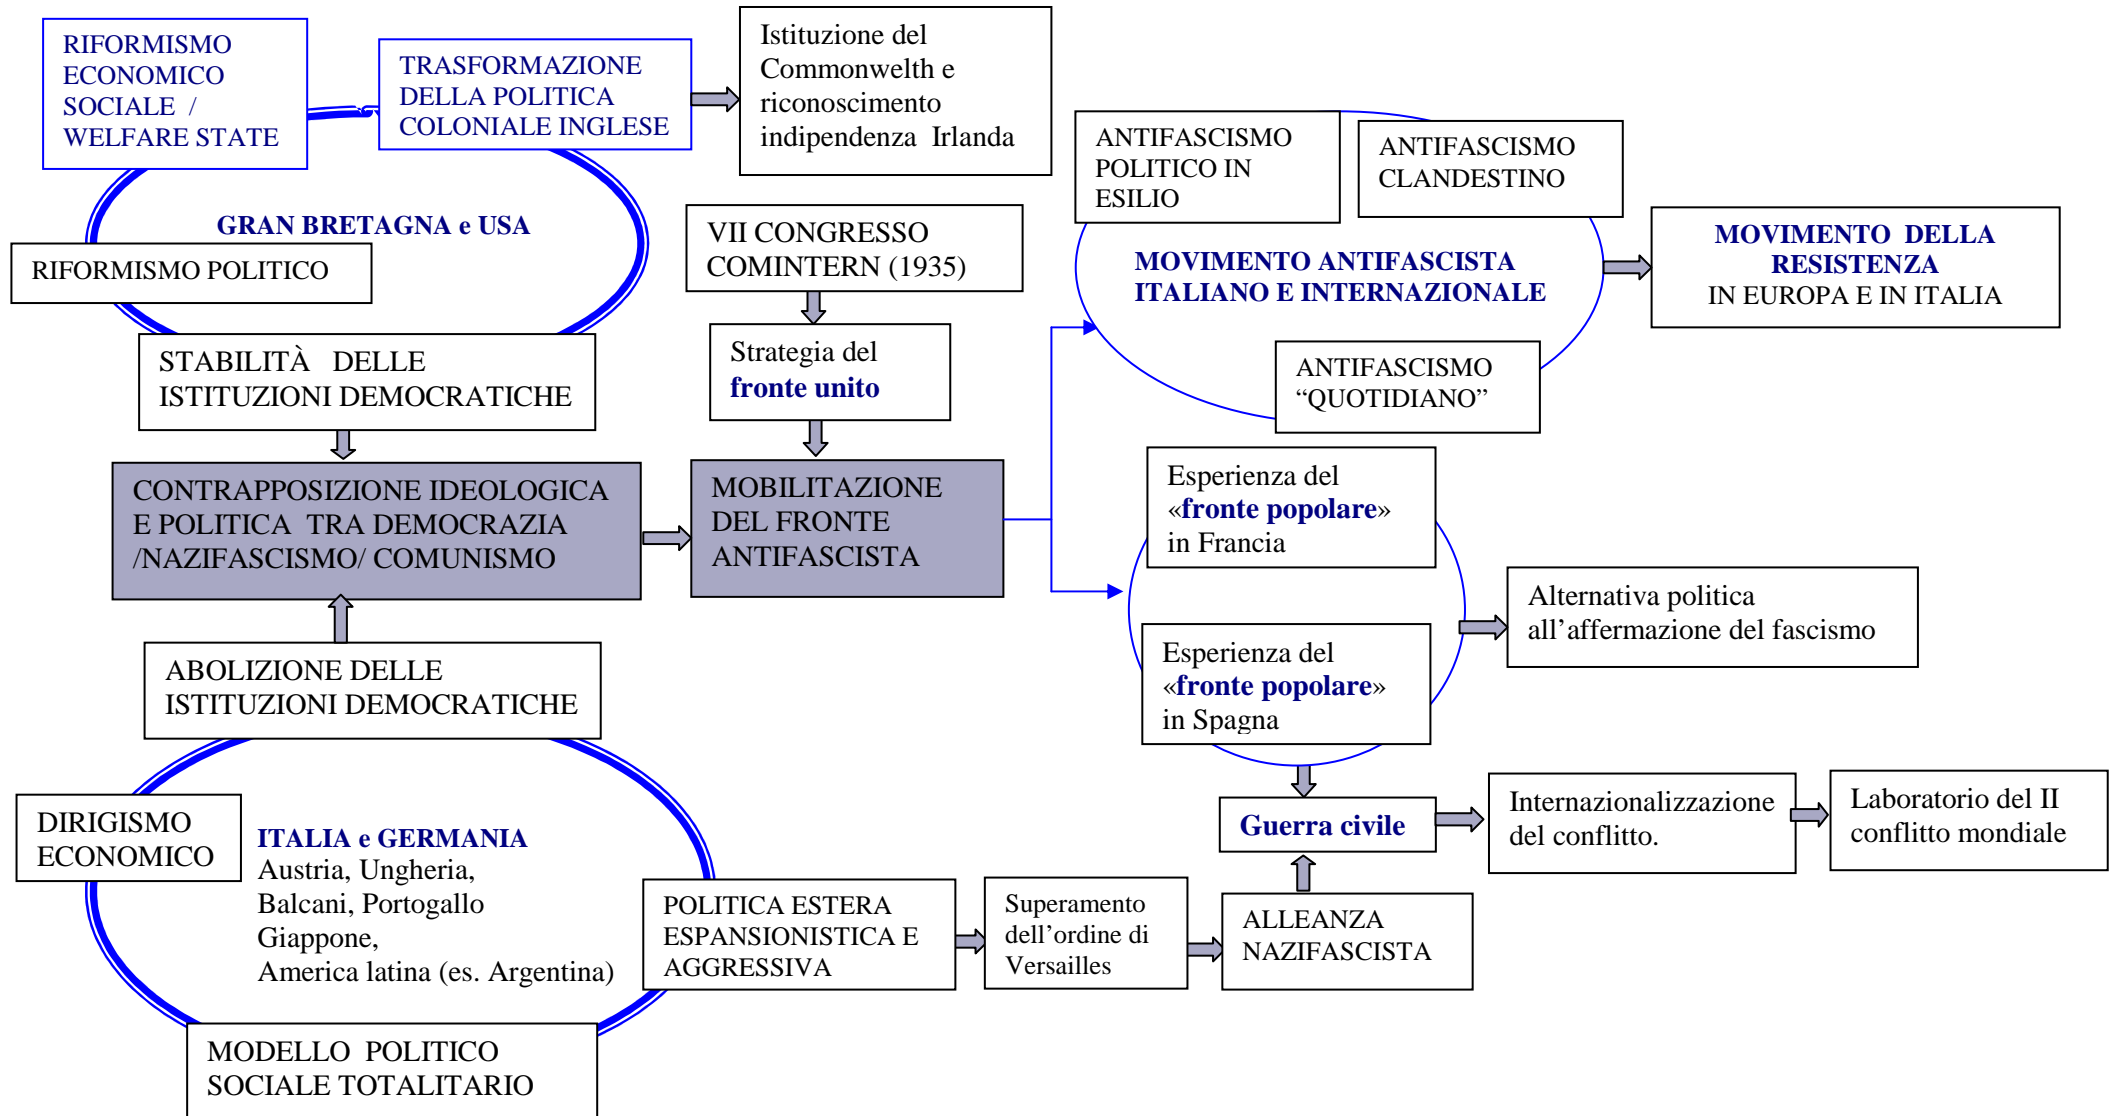 RIFORMISMO
ECONOMICO
SOCIALE /
WELFARE STATE
TRASFORMAZIONE
DELLA POLITICA
COLONIALE INGLESE
Istituzione del
Commonwelth e
riconoscimento
indipendenza Irlanda
GRAN BRETAGNA e USA
RIFORMISMO POLITICO
STABILITÀ DELLE
ISTITUZIONI DEMOCRATICHE
VII CONGRESSO
COMINTERN (1935)
Strategia del
fronte unito
ANTIFASCISMO
POLITICO IN
ESILIO
ANTIFASCISMO
CLANDESTINO
MOVIMENTO ANTIFASCISTA
ITALIANO E INTERNAZIONALE
ANTIFASCISMO
“QUOTIDIANO”
MOVIMENTO DELLA
RESISTENZA
IN EUROPA E IN ITALIA
CONTRAPPOSIZIONE IDEOLOGICA
E POLITICA TRA DEMOCRAZIA
/NAZIFASCISMO/ COMUNISMO
MOBILITAZIONE
DEL FRONTE
ANTIFASCISTA
Esperienza del
«fronte popolare»
in Francia
Esperienza del
«fronte popolare»
in Spagna
Alternativa politica
all’affermazione del fascismo
ABOLIZIONE DELLE
ISTITUZIONI DEMOCRATICHE
DIRIGISMO
ECONOMICO
ITALIA e GERMANIA
Austria, Ungheria,
Balcani, Portogallo
Giappone,
America latina (es. Argentina)
MODELLO POLITICO
SOCIALE TOTALITARIO
POLITICA ESTERA
ESPANSIONISTICA E
AGGRESSIVA
Superamento
dell’ordine di
Versailles
ALLEANZA
NAZIFASCISTA
Guerra civile
Internazionalizzazione
del conflitto.
Laboratorio del II
conflitto mondiale